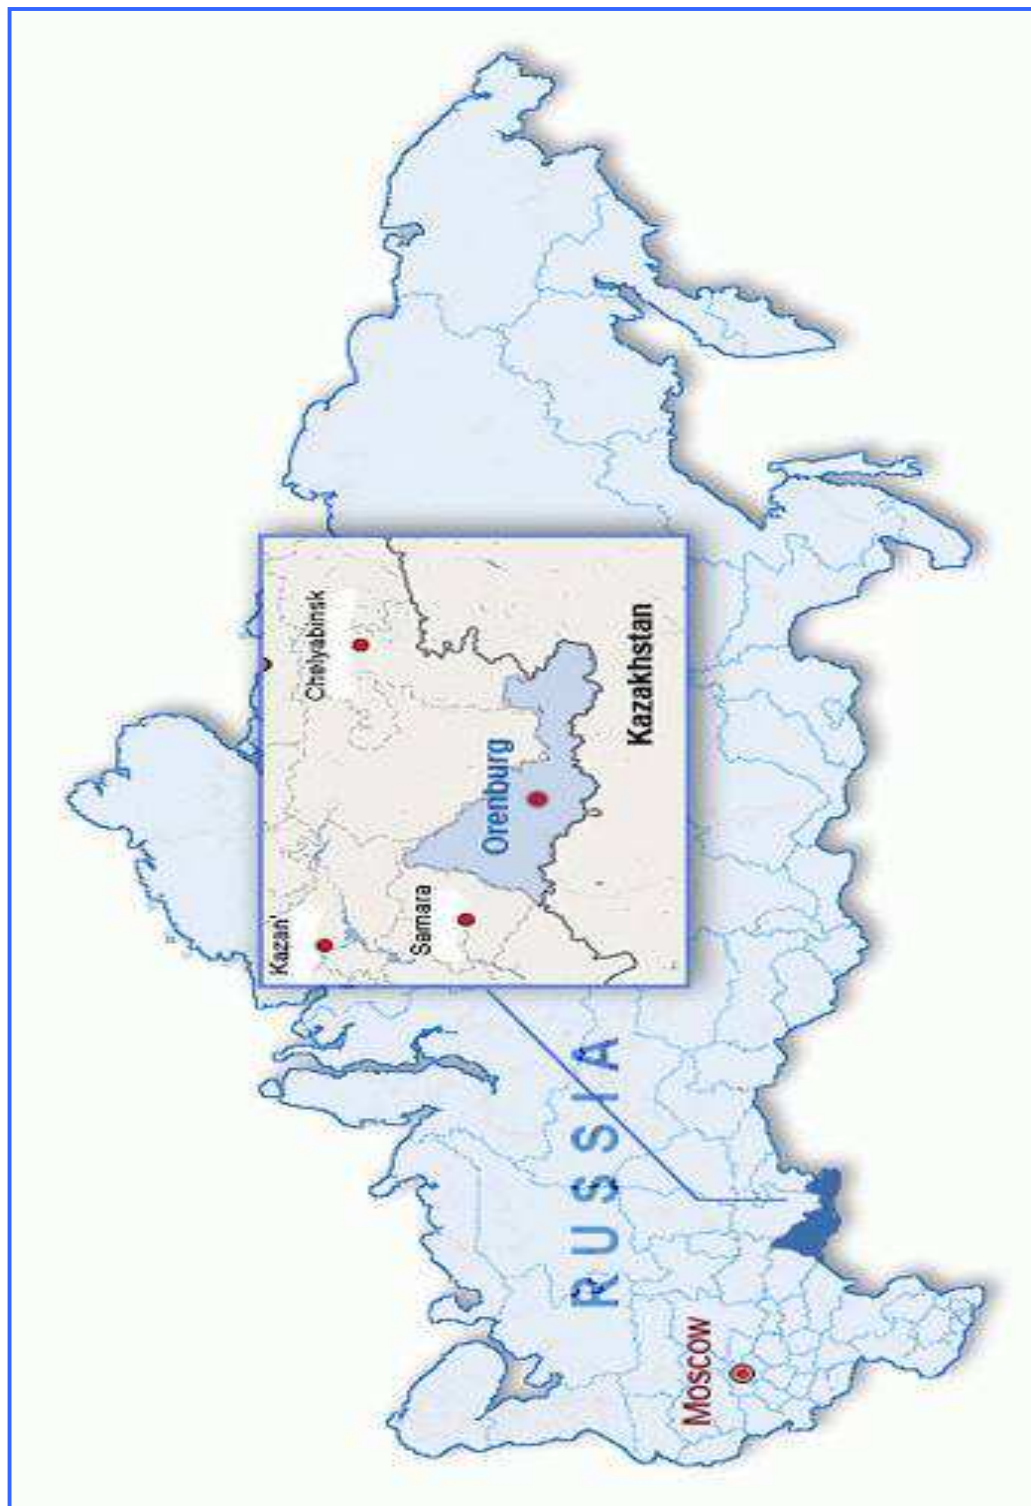 Kazan'
Chelyabinsk
Samara
Orenburg
Kazakhstan
RUSSIA
Moscow